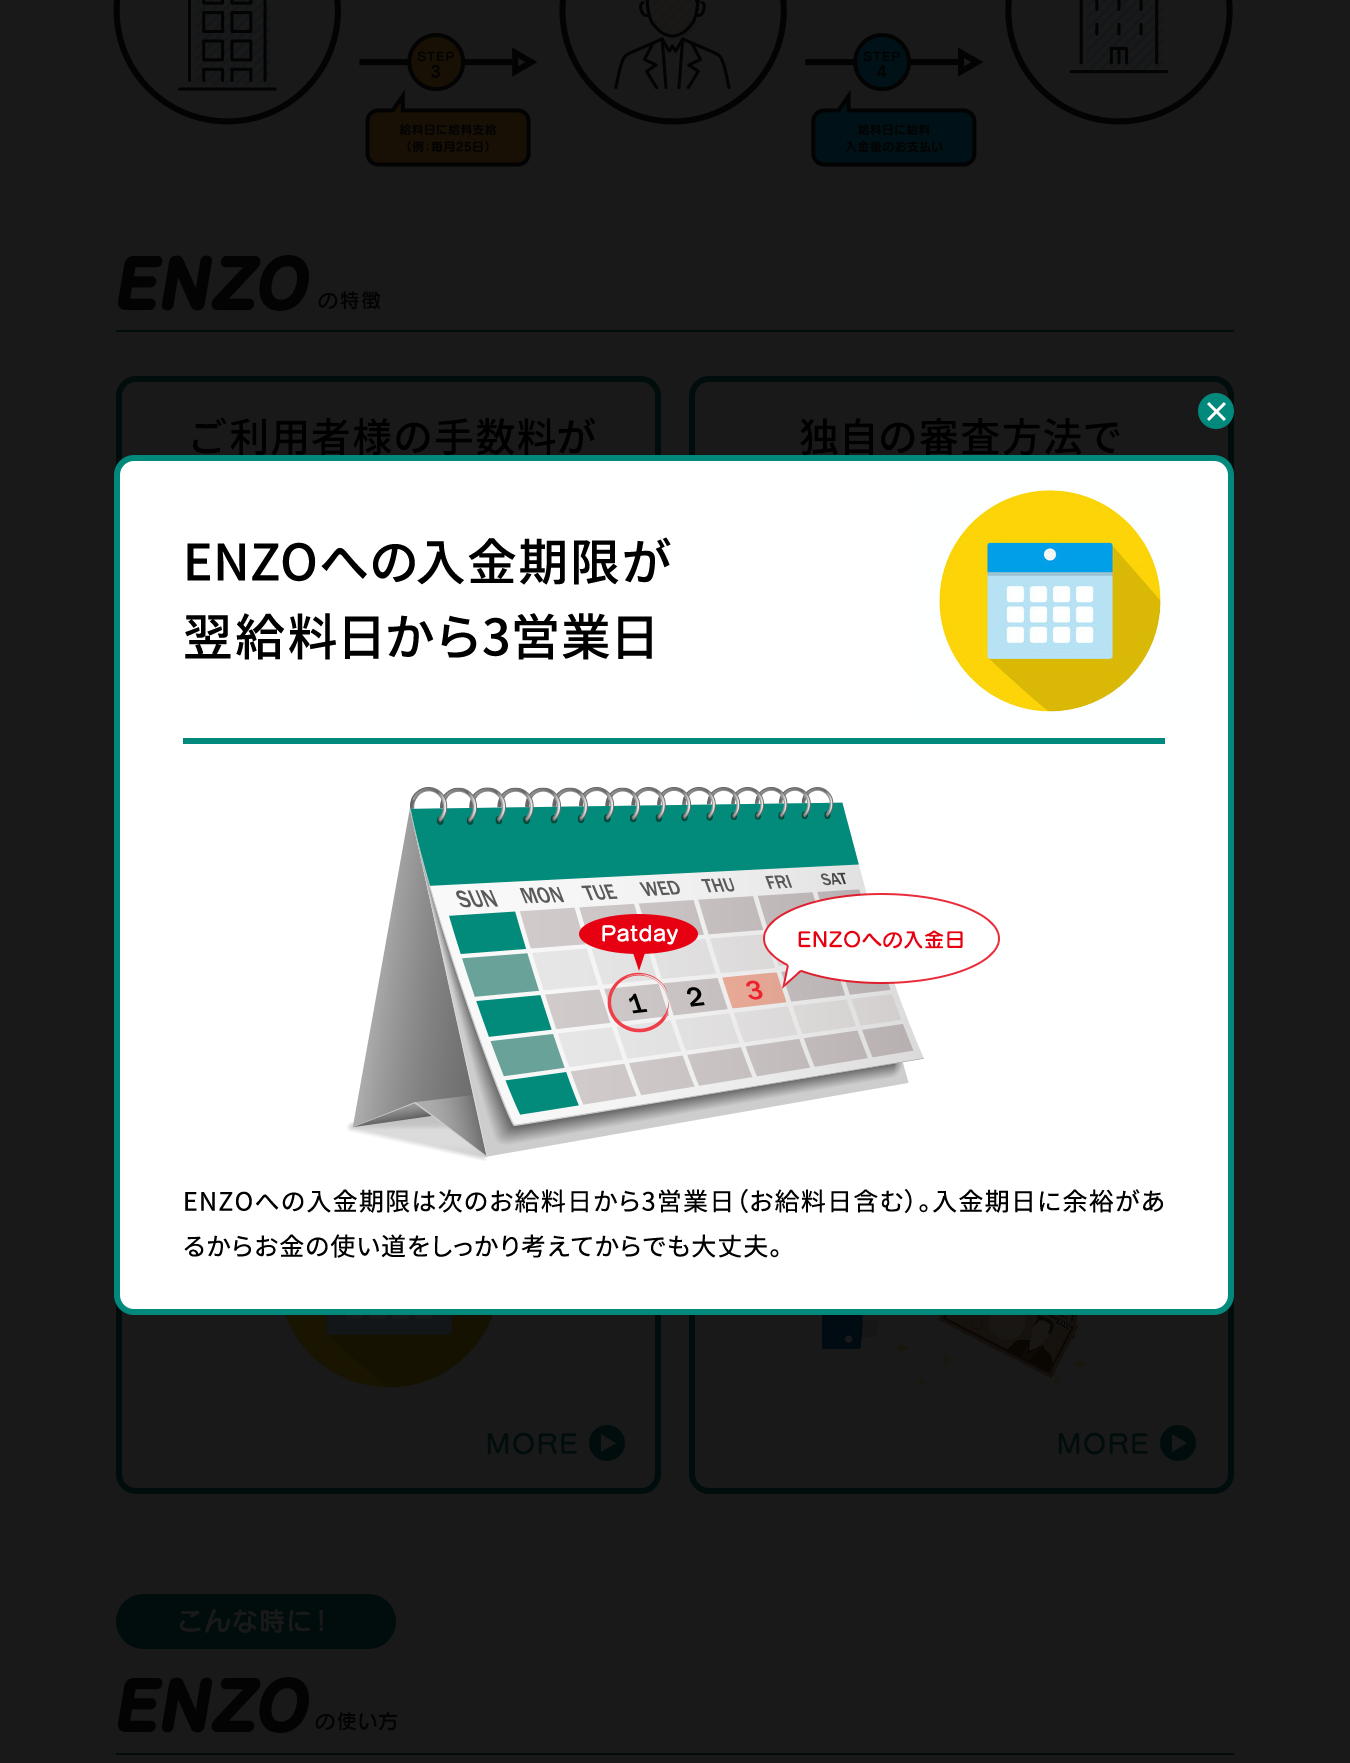 STEP
3
STEP
4
給料日に給料支給
（例：毎月25日）
給料日に給料
入金後のお支払い
ENZO の特徴
ご利用者様の手数料が
独自の審査方法で
ENZOへの入金期限が
翌給料日から3営業日
SUN MON TUE WED THU FRI SAT
Patday
ENZOへの入金日
1 2 3
ENZOへの入金期限は次のお給料日から3営業日（お給料日含む）。入金期日に余裕があ
るからお金の使い道をしっかり考えてからでも大丈夫。
MORE
MORE
こんな時に！
ENZO の使い方